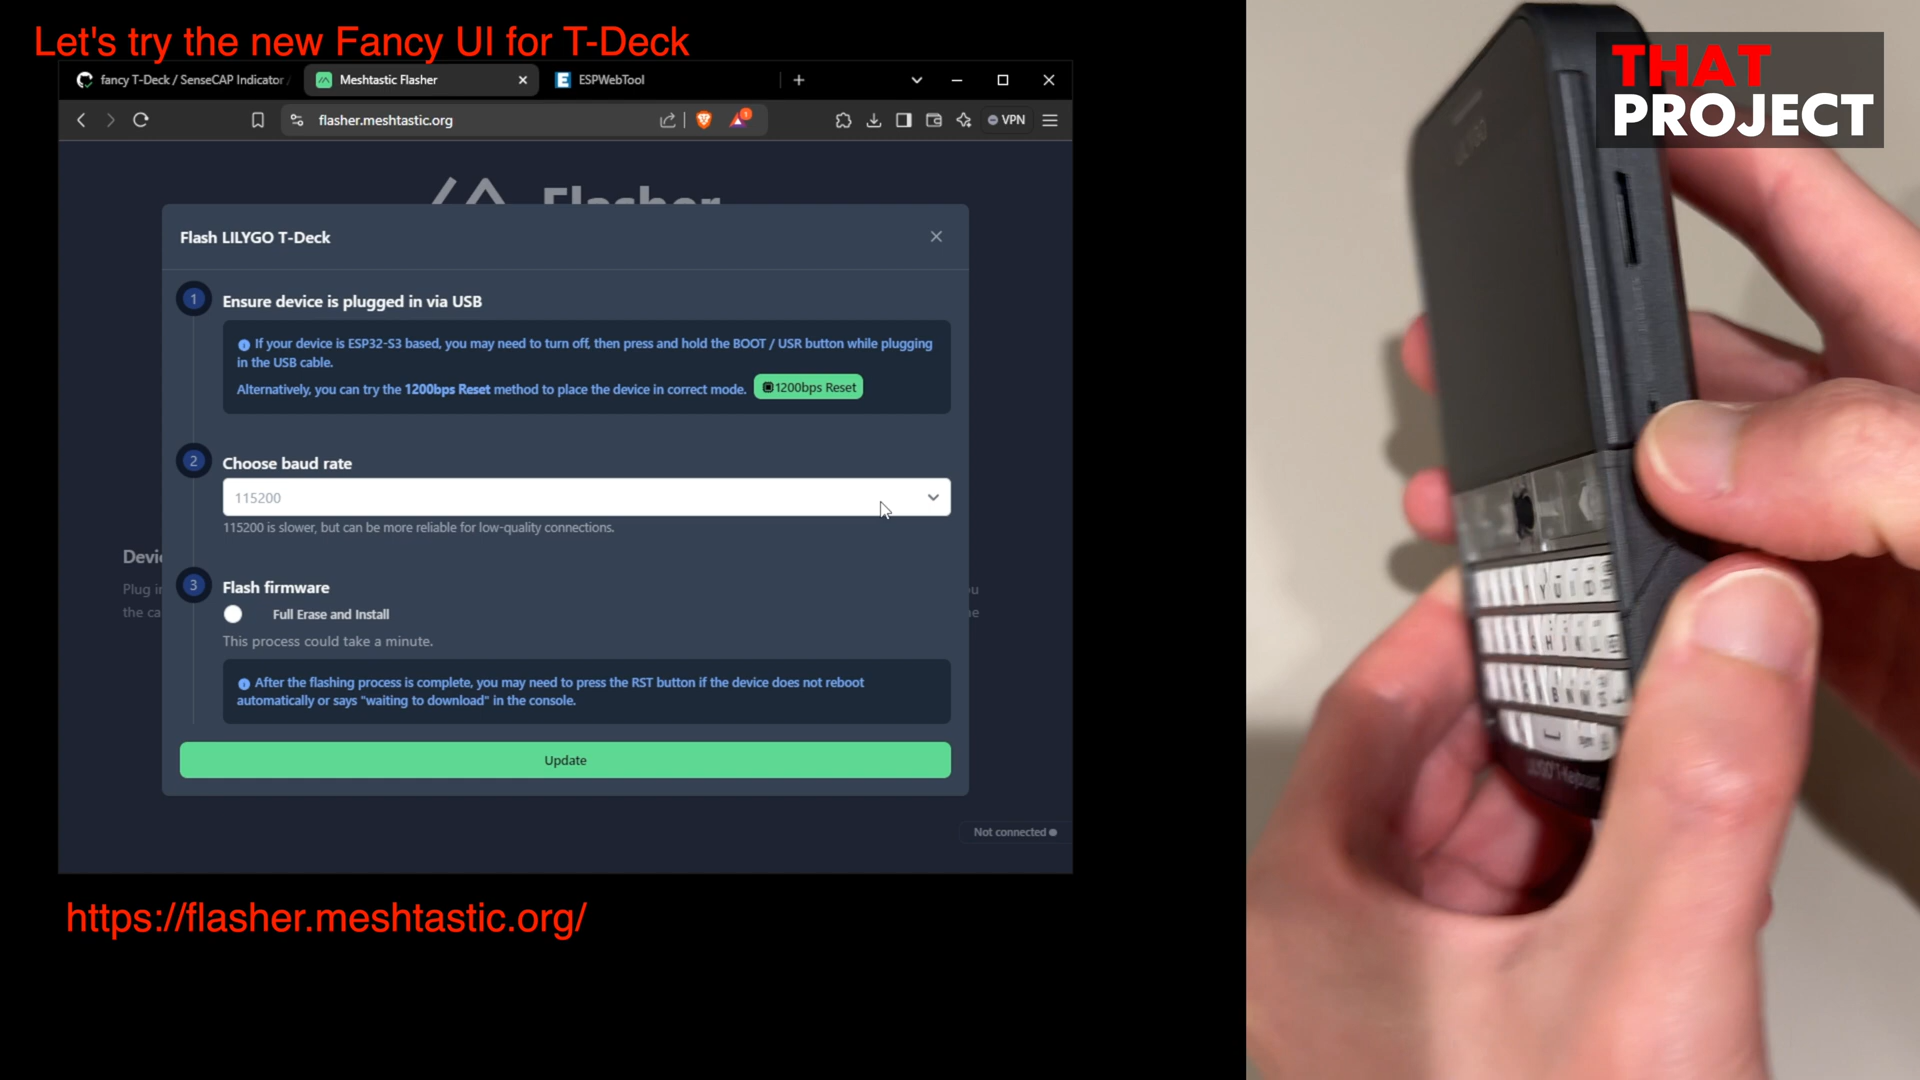 Let's try the new Fancy UI for T-Deck
fancy T-Deck / SenseCAP Indicator
Meshtastic Flasher
ESPWebTool
flasher.meshtastic.org
1
VPN
Flasher
Flash LILYGO T-Deck
1
Ensure device is plugged in via USB
If your device is ESP32-S3 based, you may need to turn off, then press and hold the BOOT / USR button while plugging
in the USB cable.
Alternatively, you can try the 1200bps Reset method to place the device in correct mode.
1200bps Reset
2
Choose baud rate
115200
115200 is slower, but can be more reliable for low-quality connections.
3
Flash firmware
Full Erase and Install
This process could take a minute.
After the flashing process is complete, you may need to press the RST button if the device does not reboot
automatically or says "waiting to download" in the console.
Update
Plug
the
Not connected
https://flasher.meshtastic.org/
THAT
PROJECT
LILYGO